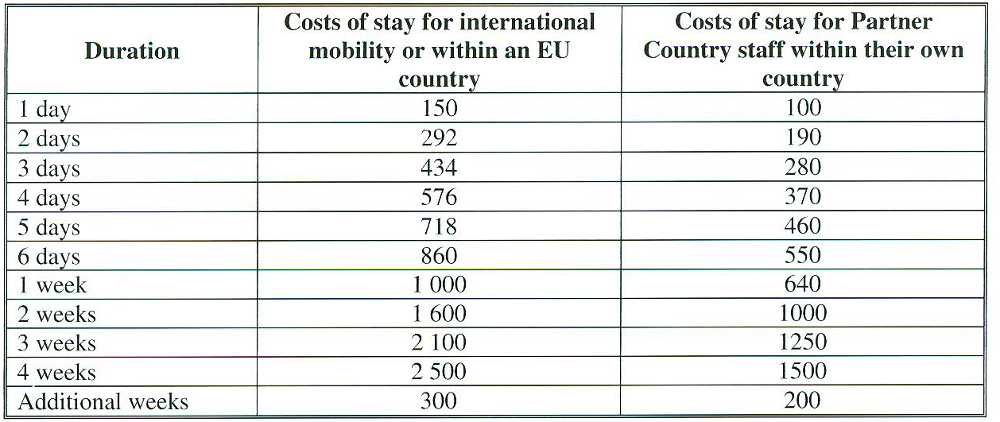 Duration
Costs of stay for international
mobility or within an EU
country
Costs of stay for Partner
Country staff within their own
country
1 day 150 100
2 days 292 190
3 days 434 280
4 days 576 370
5 days 718 460
6 days 860 550
1 week 1 000 640
2 weeks 1 600 1000
3 weeks 2 100 1250
4 weeks 2 500 1500
Additional weeks 300 200